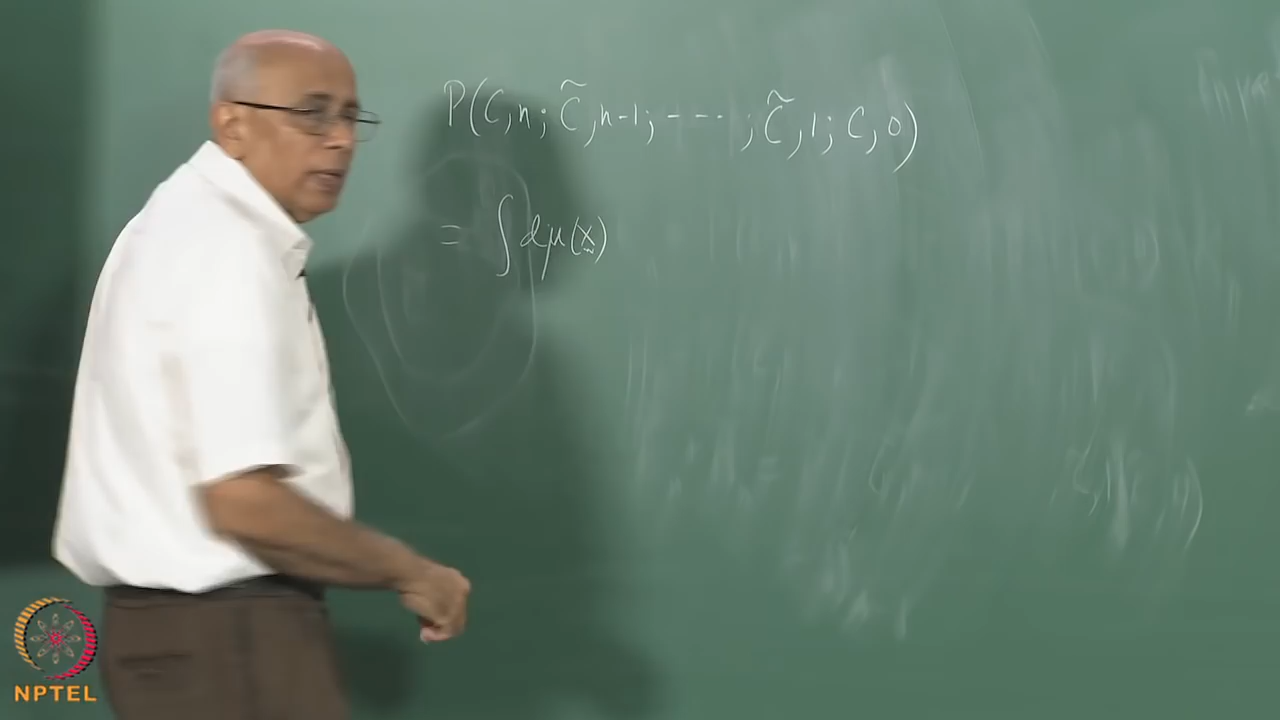 P(C,n; C̃,n-1; - - - - ; C̃,1; C,0)
= ∫dμ(x̰)
NPTEL